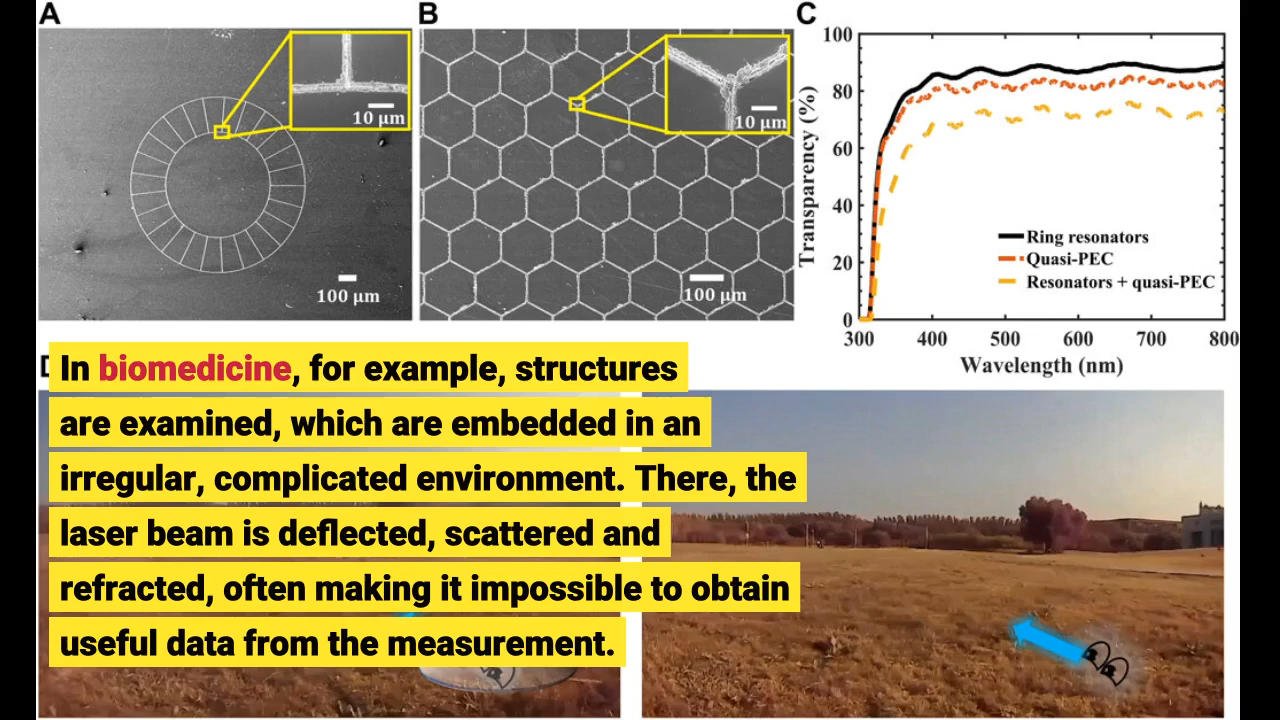 A
B
C
10 μm
100 μm
10 μm
100 μm
Transparency (%)
100
80
60
40
20
0
Ring resonators
Quasi-PEC
Resonators + quasi-PEC
300
400
500
600
700
800
Wavelength (nm)
In biomedicine, for example, structures
are examined, which are embedded in an
irregular, complicated environment. There, the
laser beam is deflected, scattered and
refracted, often making it impossible to obtain
useful data from the measurement.